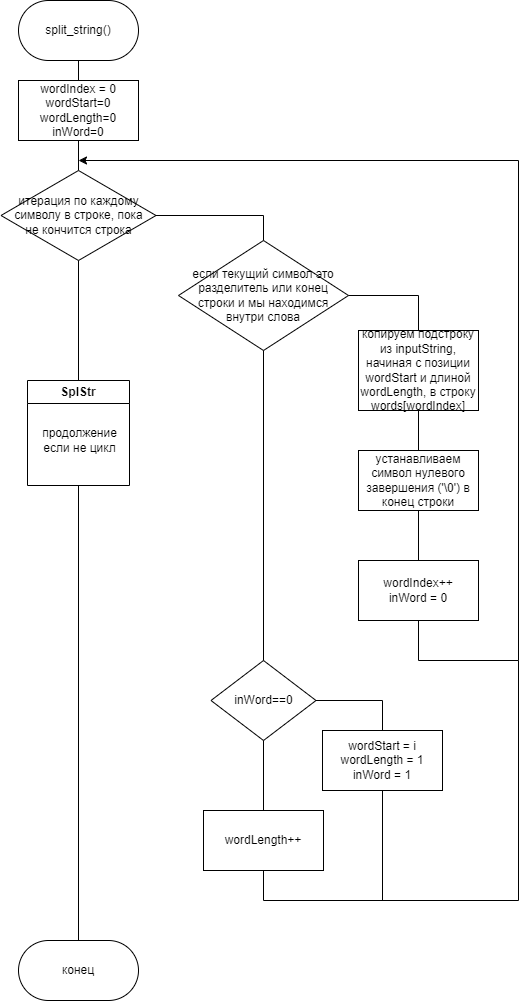 split_string()
wordIndex = 0
wordStart=0
wordLength=0
inWord=0
итерация по каждому
символу в строке, пока
не кончится строка
если текущий символ это
разделитель или конец
строки и мы находимся
внутри слова
копируем подстроку
из inputString,
начиная с позиции
wordStart и длиной
wordLength, в строку
words[wordIndex]
SplStr
продолжение
если не цикл
устанавливаем
символ нулевого
завершения ('\0') в
конец строки
wordIndex++
inWord = 0
inWord==0
wordStart = i
wordLength = 1
inWord = 1
wordLength++
конец